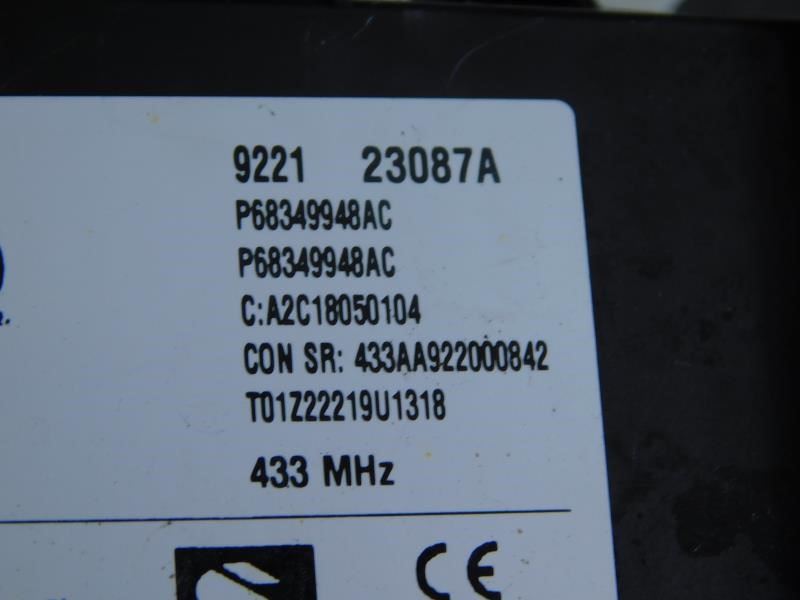 9221 23087A
P68349948AC
P68349948AC
C:A2C18050104
CON SR: 433AA922000842
T01Z22219U1318
433 MHz
CE